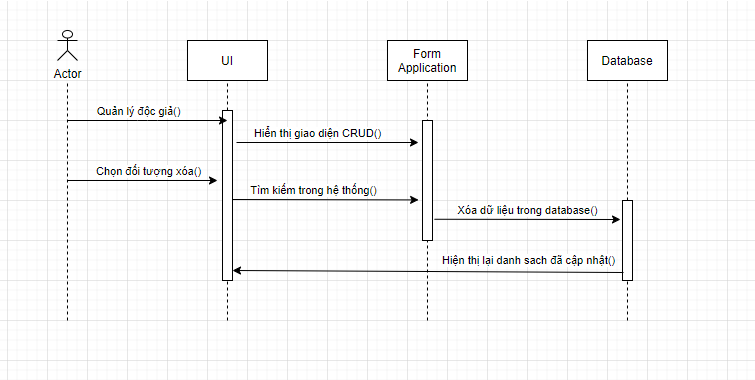 Actor
UI
Form
Application
Database
Quản lý độc giả()
Hiển thị giao diện CRUD()
Chọn đối tượng xóa()
Tìm kiếm trong hệ thống()
Xóa dữ liệu trong database()
Hiện thị lại danh sach đã cập nhật()